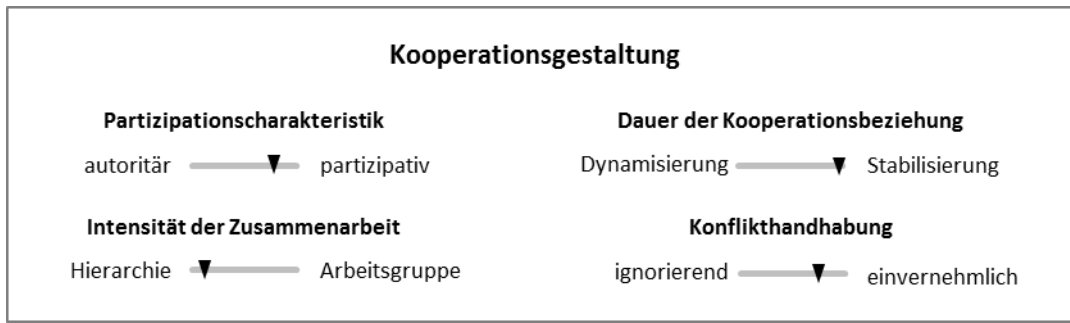 Kooperationsgestaltung
Partizipationscharakteristik
autoritär partizipativ
Dauer der Kooperationsbeziehung
Dynamisierung Stabilisierung
Intensität der Zusammenarbeit
Hierarchie Arbeitsgruppe
Konflikthandhabung
ignorierend einvernehmlich